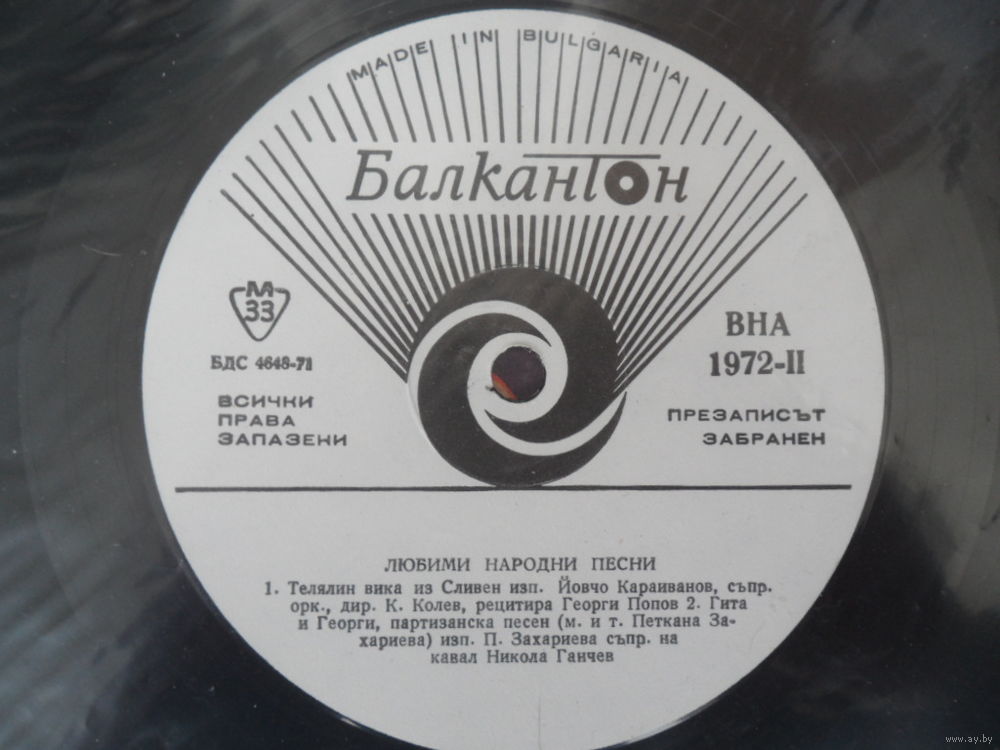 MADE IN BULGARIA
Балкантон
М
33
БДС 4648-71
ВСИЧКИ
ПРАВА
ЗАПАЗЕНИ
ВНА
1972-II
ПРЕЗАПИСЪТ
ЗАБРАНЕН
ЛЮБИМИ НАРОДНИ ПЕСНИ
1. Телялин вика из Сливен изп. Йовчо Караиванов, съпр.
орк., дир. К. Колев, рецитира Георги Попов 2. Гита
и Георги, партизанска песен (м. и т. Петкана За-
хариева) изп. П. Захариева съпр. на
кавал Никола Ганчев
www.ay.by